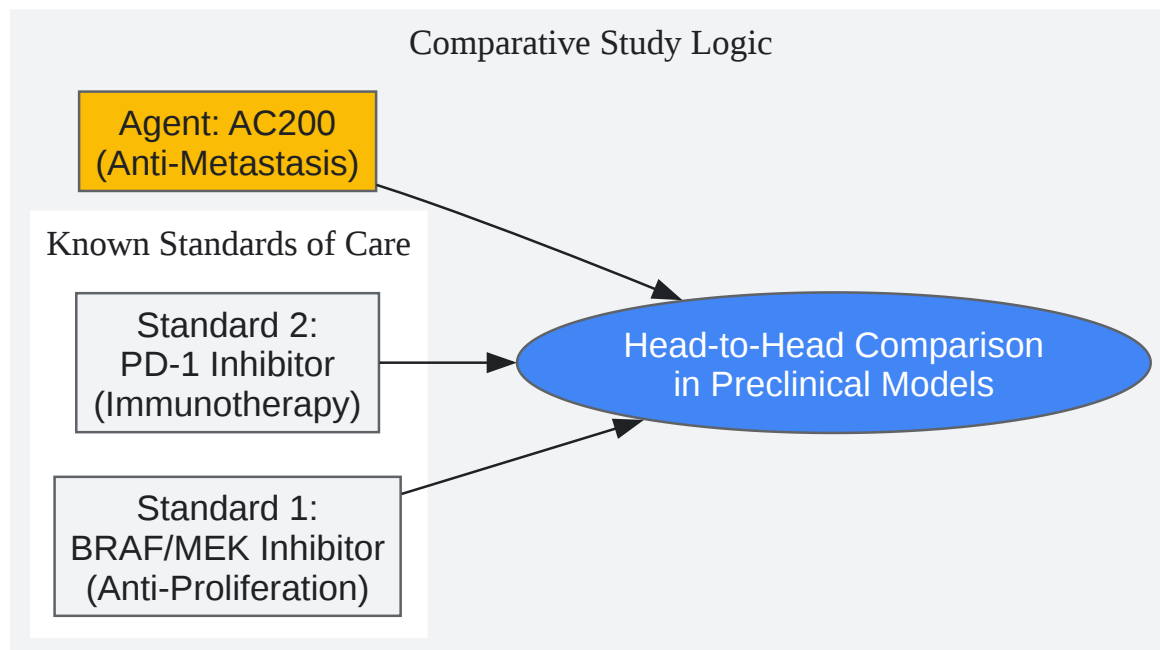 Comparative Study Logic
Agent: AC200
(Anti-Metastasis)
Known Standards of Care
Standard 2:
PD-1 Inhibitor
(Immunotherapy)
Standard 1:
BRAF/MEK Inhibitor
(Anti-Proliferation)
Head-to-Head Comparison
in Preclinical Models